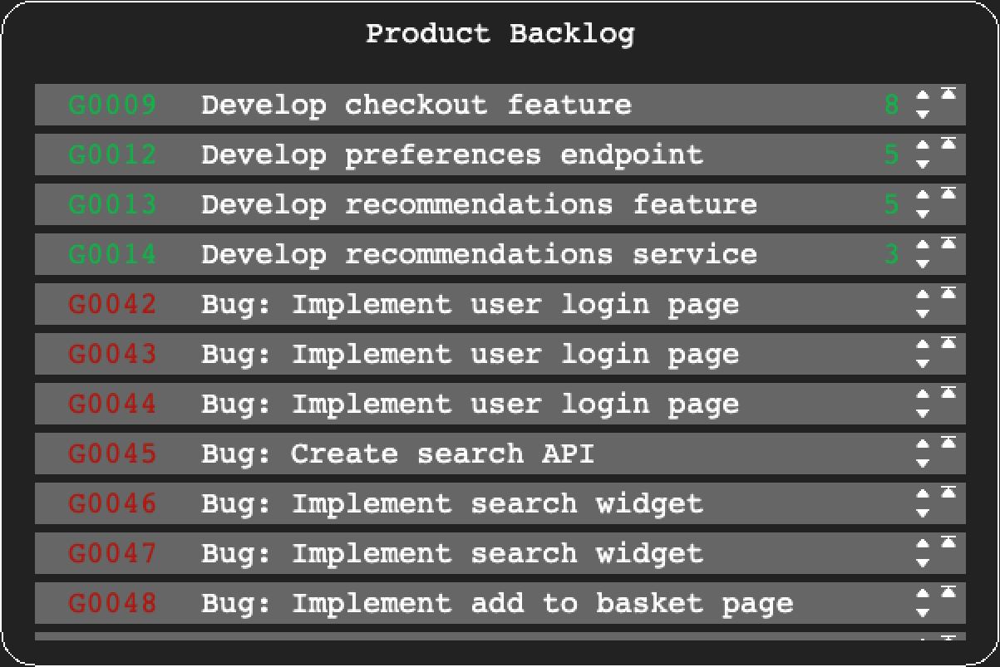 Product Backlog
G0009 Develop checkout feature 8
G0012 Develop preferences endpoint 5
G0013 Develop recommendations feature 5
G0014 Develop recommendations service 3
G0042 Bug: Implement user login page
G0043 Bug: Implement user login page
G0044 Bug: Implement user login page
G0045 Bug: Create search API
G0046 Bug: Implement search widget
G0047 Bug: Implement search widget
G0048 Bug: Implement add to basket page